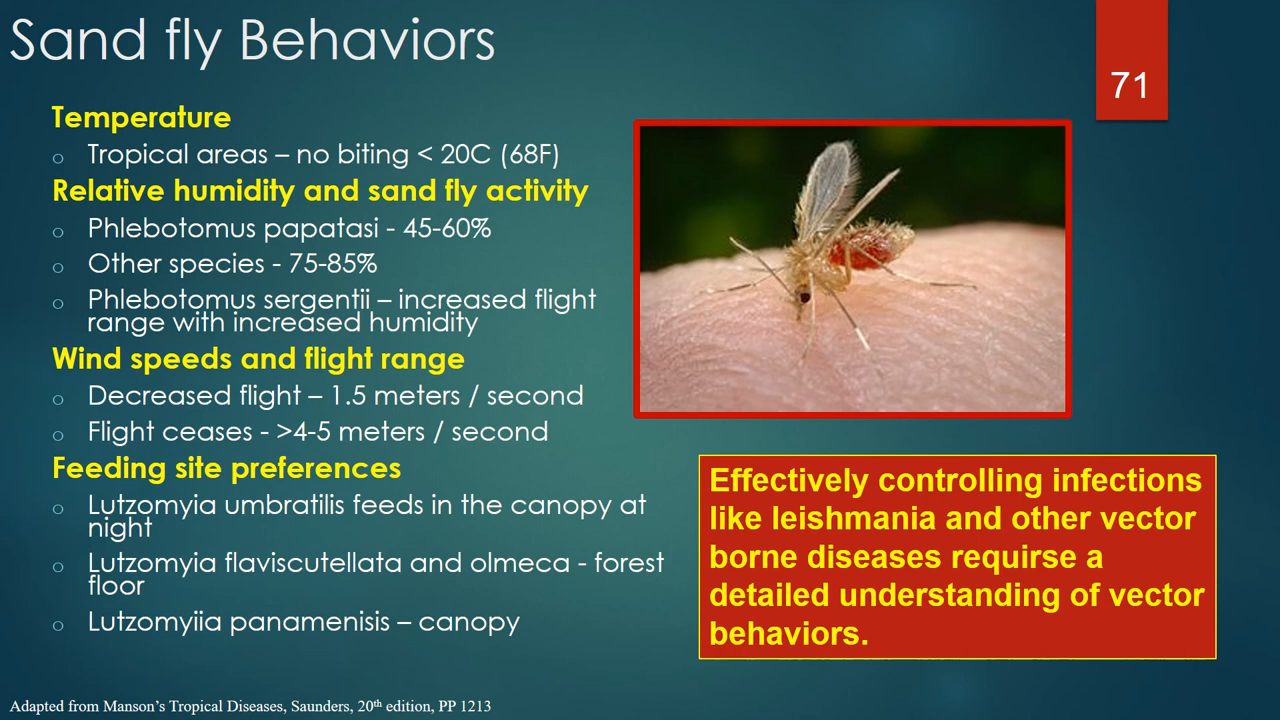 Sand fly Behaviors
71
Temperature
o Tropical areas – no biting < 20C (68F)
Relative humidity and sand fly activity
o Phlebotomus papatasi - 45-60%
o Other species - 75-85%
o Phlebotomus sergentii – increased flight
range with increased humidity
Wind speeds and flight range
o Decreased flight – 1.5 meters / second
o Flight ceases - >4-5 meters / second
Feeding site preferences
o Lutzomyia umbratilis feeds in the canopy at
night
o Lutzomyia flaviscutellata and olmeca - forest
floor
o Lutzomyiia panamenisis – canopy
Effectively controlling infections
like leishmania and other vector
borne diseases requirse a
detailed understanding of vector
behaviors.
Adapted from Manson's Tropical Diseases, Saunders, 20th edition, PP 1213